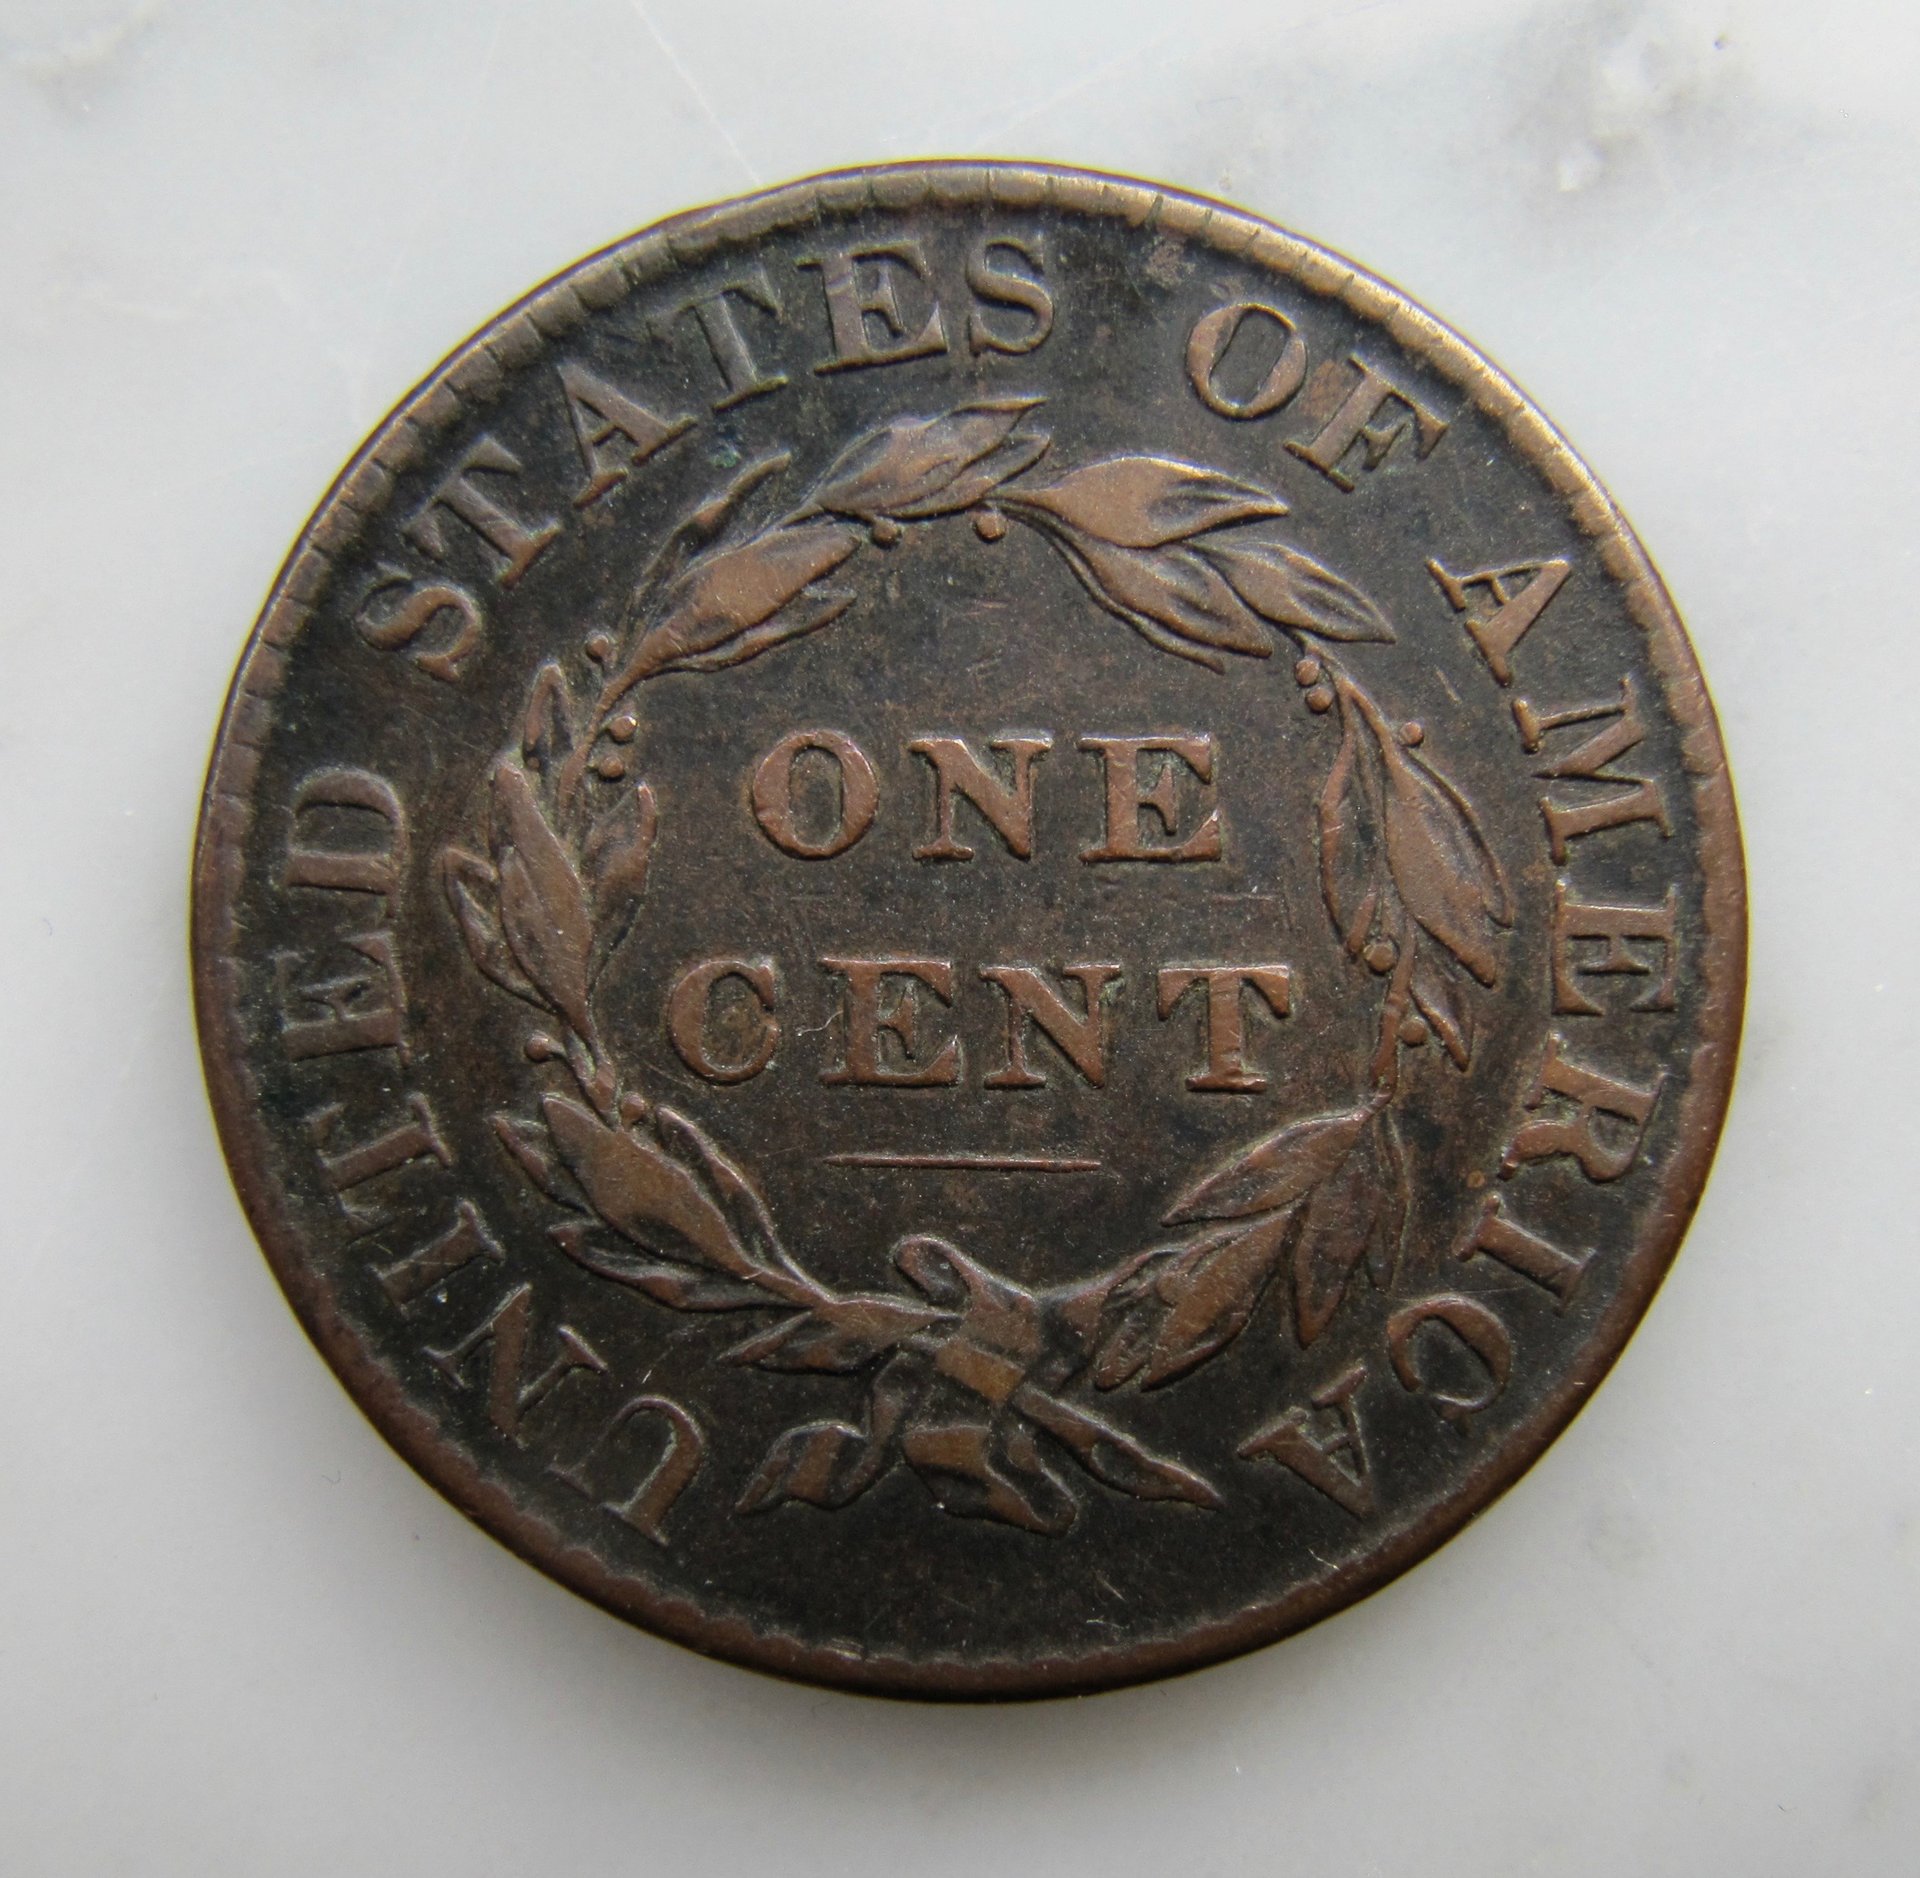 UNITED STATES OF AMERICA
ONE
CENT